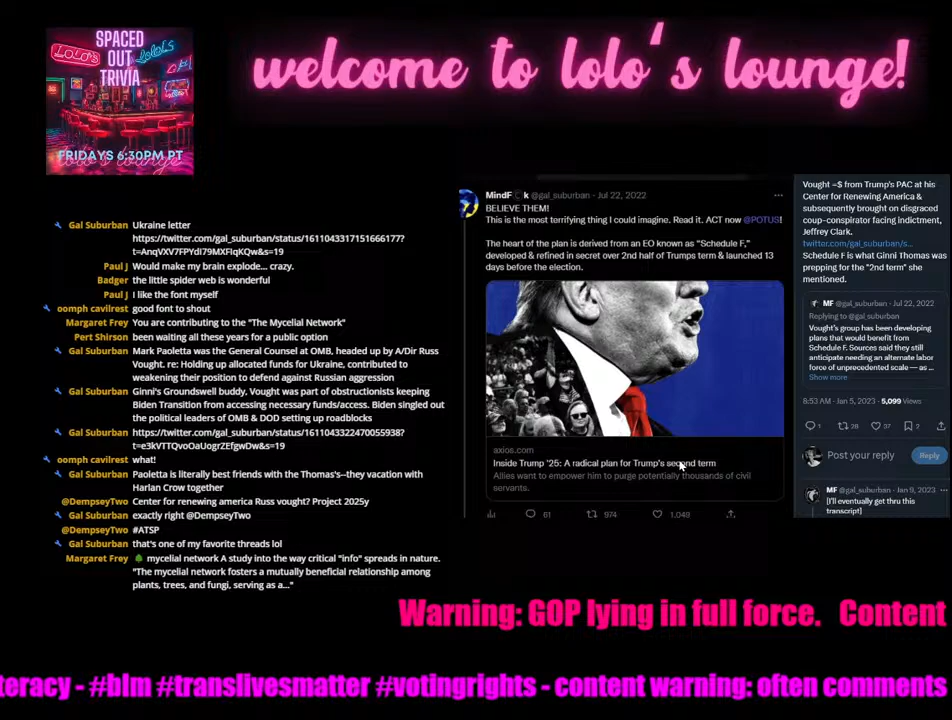 LOLO'S
SPACED
OUT
TRIVIA
LOLOLS
FRIDAYS 6:30PM PT
lolo's lounge
welcome to lolo's lounge!
Gal Suburban Ukraine letter
https://twitter.com/gal_suburban/status/1611043317151666177?
t=AnqVXV7FPYdi79MXFIqKQw&s=19
Paul J Would make my brain explode... crazy.
Badger the little spider web is wonderful
Paul J I like the font myself
oomph cavilrest good font to shout
Margaret Frey You are contributing to the "The Mycelial Network"
Pert Shirson been waiting all these years for a public option
Gal Suburban Mark Paoletta was the General Counsel at OMB, headed up by A/Dir Russ
Vought. re: Holding up allocated funds for Ukraine, contributed to
weakening their position to defend against Russian aggression
Gal Suburban Ginni's Groundswell buddy, Vought was part of obstructionists keeping
Biden Transition from accessing necessary funds/access. Biden singled out
the political leaders of OMB & DOD setting up roadblocks
Gal Suburban https://twitter.com/gal_suburban/status/1611043322470055938?
t=e3kVTTQvoOaUogrZEfgwDw&s=19
oomph cavilrest what!
Gal Suburban Paoletta is literally best friends with the Thomas's--they vacation with
Harlan Crow together
@DempseyTwo Center for renewing america Russ vought? Project 2025y
Gal Suburban exactly right @DempseyTwo
@DempseyTwo #ATSP
Gal Suburban that's one of my favorite threads lol
Margaret Frey mycelial network A study into the way critical "info" spreads in nature.
"The mycelial network fosters a mutually beneficial relationship among
plants, trees, and fungi, serving as a..."
MindF k @gal_suburban · Jul 22, 2022
BELIEVE THEM!
This is the most terrifying thing I could imagine. Read it. ACT now @POTUS!
The heart of the plan is derived from an EO known as "Schedule F,"
developed & refined in secret over 2nd half of Trumps term & launched 13
days before the election.
axios.com
Inside Trump '25: A radical plan for Trump's second term
Allies want to empower him to purge potentially thousands of civil
servants.
61 974 1,048
Vought =$ from Trump's PAC at his
Center for Renewing America &
subsequently brought on disgraced
coup-conspirator facing indictment,
Jeffrey Clark.
twitter.com/gal_suburban/s...
Schedule F is what Ginni Thomas was
prepping for the "2nd term" she
mentioned.
MF @gal_suburban · Jul 22, 2022
Replying to @gal_suburban
Vought's group has been developing
plans that would benefit from
Schedule F. Sources said they still
anticipate needing an alternate labor
force of unprecedented scale — as ...
Show more
8:53 AM · Jan 5, 2023 · 5,099 Views
1 28 37 2
Post your reply Reply
MF @gal_suburban · Jan 9, 2023
[I'll eventually get thru this
transcript]
Warning: GOP lying in full force. Content
teracy - #blm #translivesmatter #votingrights - content warning: often comments